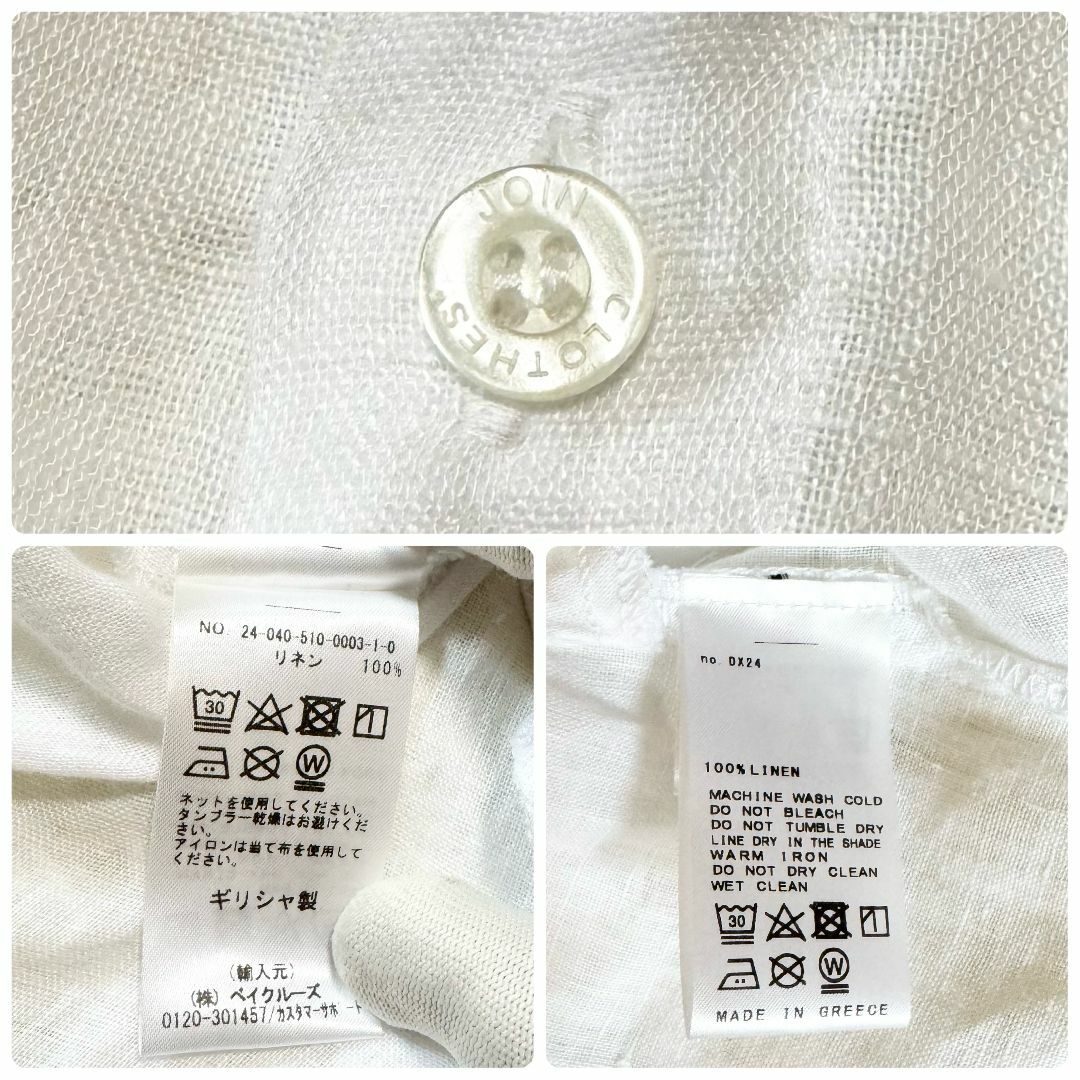 JOIN
CLOTHES,
NO. 24-040-510-0003-1-0
リネン 100%
30
W
ネットを使用してください。
タンブラー乾燥はお避けくだ
さい。
アイロンは当て布を使用して
ください。
ギリシャ製
(輸入元)
(株) ベイクルーズ
0120-301457/カスタマーサポート
no. DX24
100% LINEN
MACHINE WASH COLD
DO NOT BLEACH
DO NOT TUMBLE DRY
LINE DRY IN THE SHADE
WARM IRON
DO NOT DRY CLEAN
WET CLEAN
30
W
MADE IN GREECE